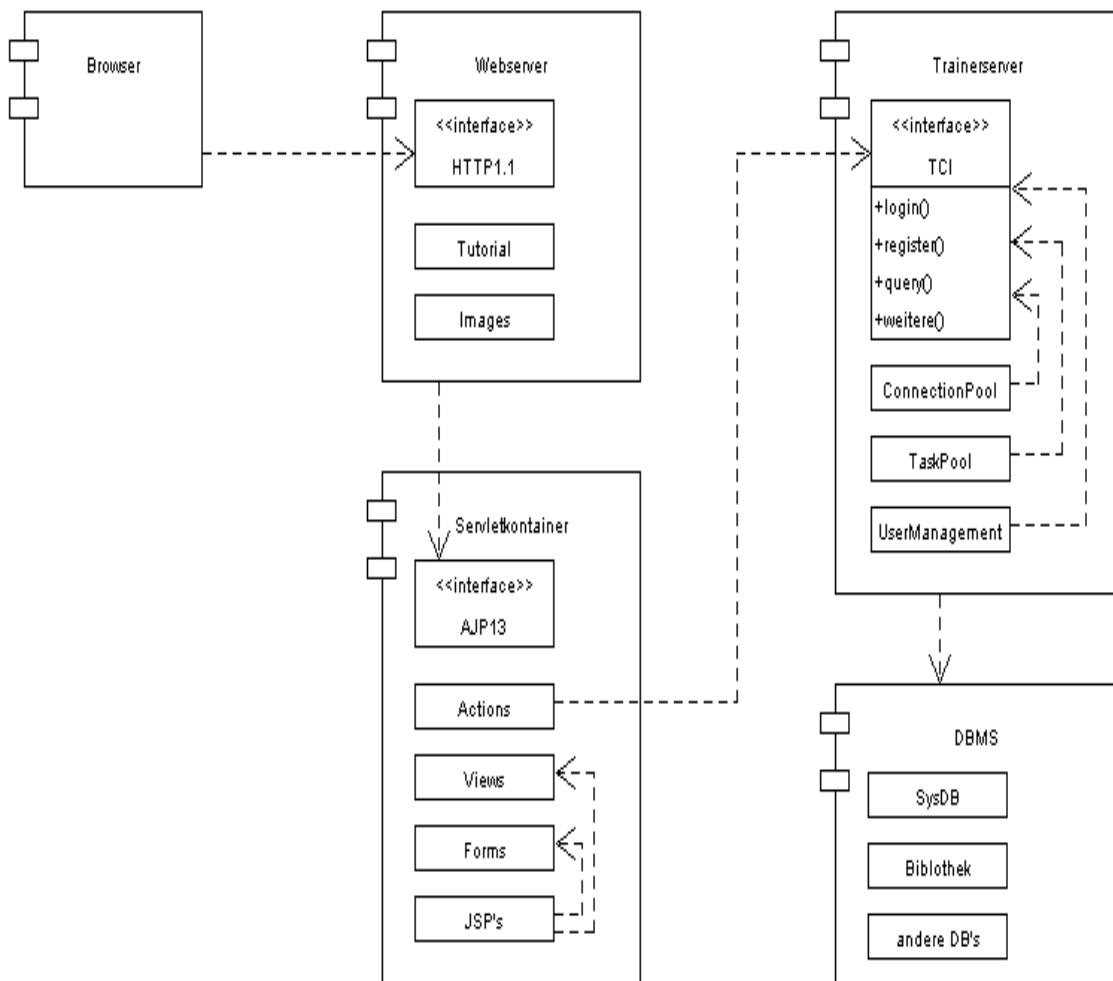 Browser
Webserver
<<interface>>
HTTP1.1
Tutorial
Images
Servletkontainer
<<interface>>
AJP13
Actions
Views
Forms
JSP's
Trainerserver
<<interface>>
TCI
+login()
+register()
+query()
+weitere()
ConnectionPool
TaskPool
UserManagement
DBMS
SysDB
Biblothek
andere DB's